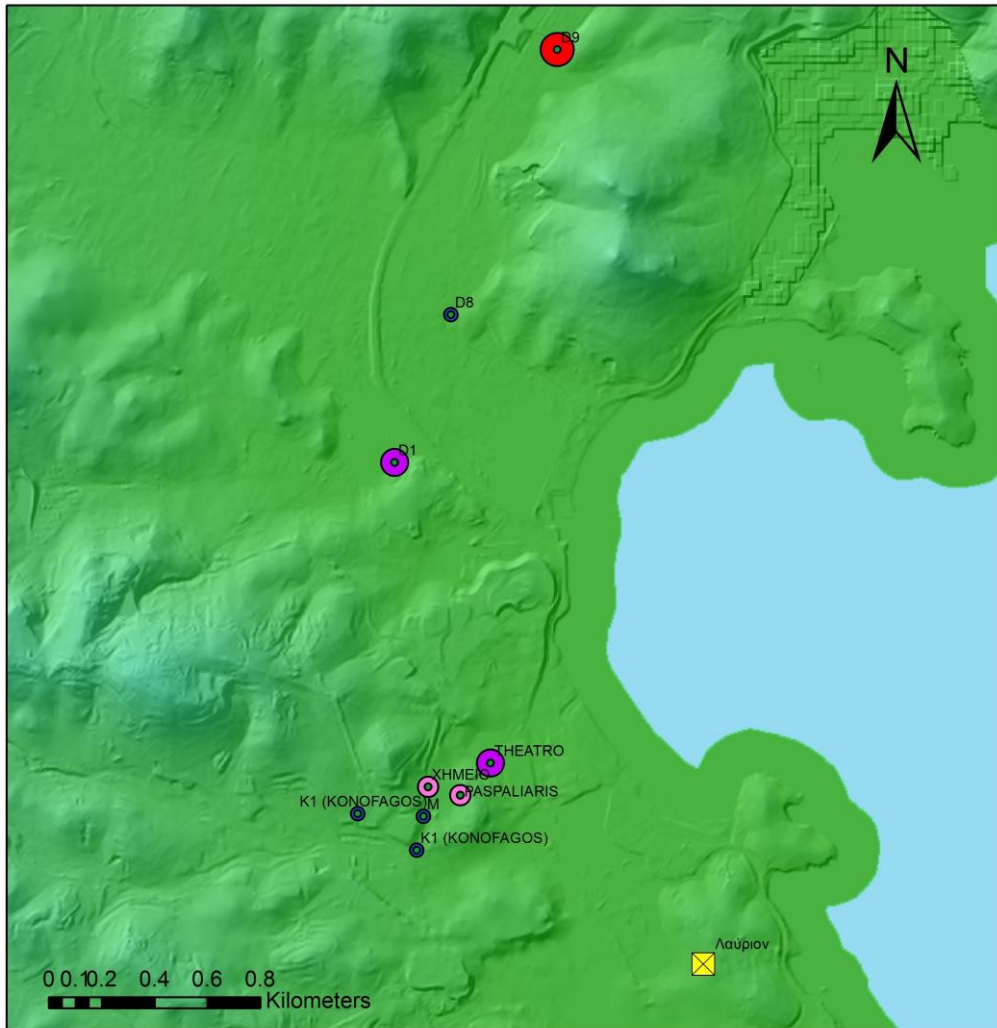 D9
N
D8
D1
THEATRO
XHMEIO
PASPALIARIS
K1 (KONOFAGOS)
M
K1 (KONOFAGOS)
Λαύριον
0 0.1 0.2 0.4 0.6 0.8
Kilometers